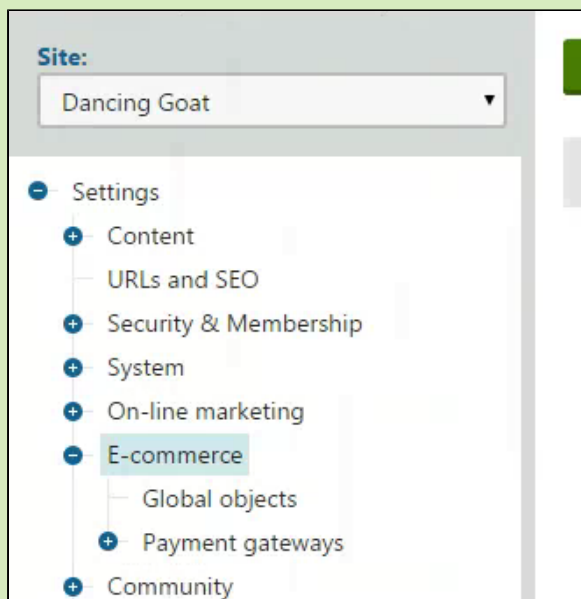 Site:
Dancing Goat
Settings
Content
URLs and SEO
Security & Membership
System
On-line marketing
E-commerce
Global objects
Payment gateways
Community